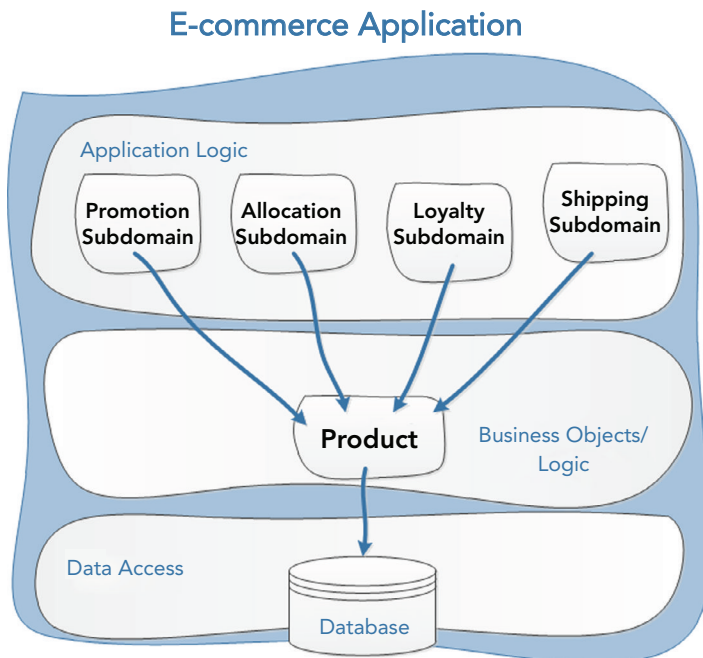 E-commerce Application
Application Logic
Promotion
Subdomain
Allocation
Subdomain
Loyalty
Subdomain
Shipping
Subdomain
Product
Business Objects/
Logic
Data Access
Database